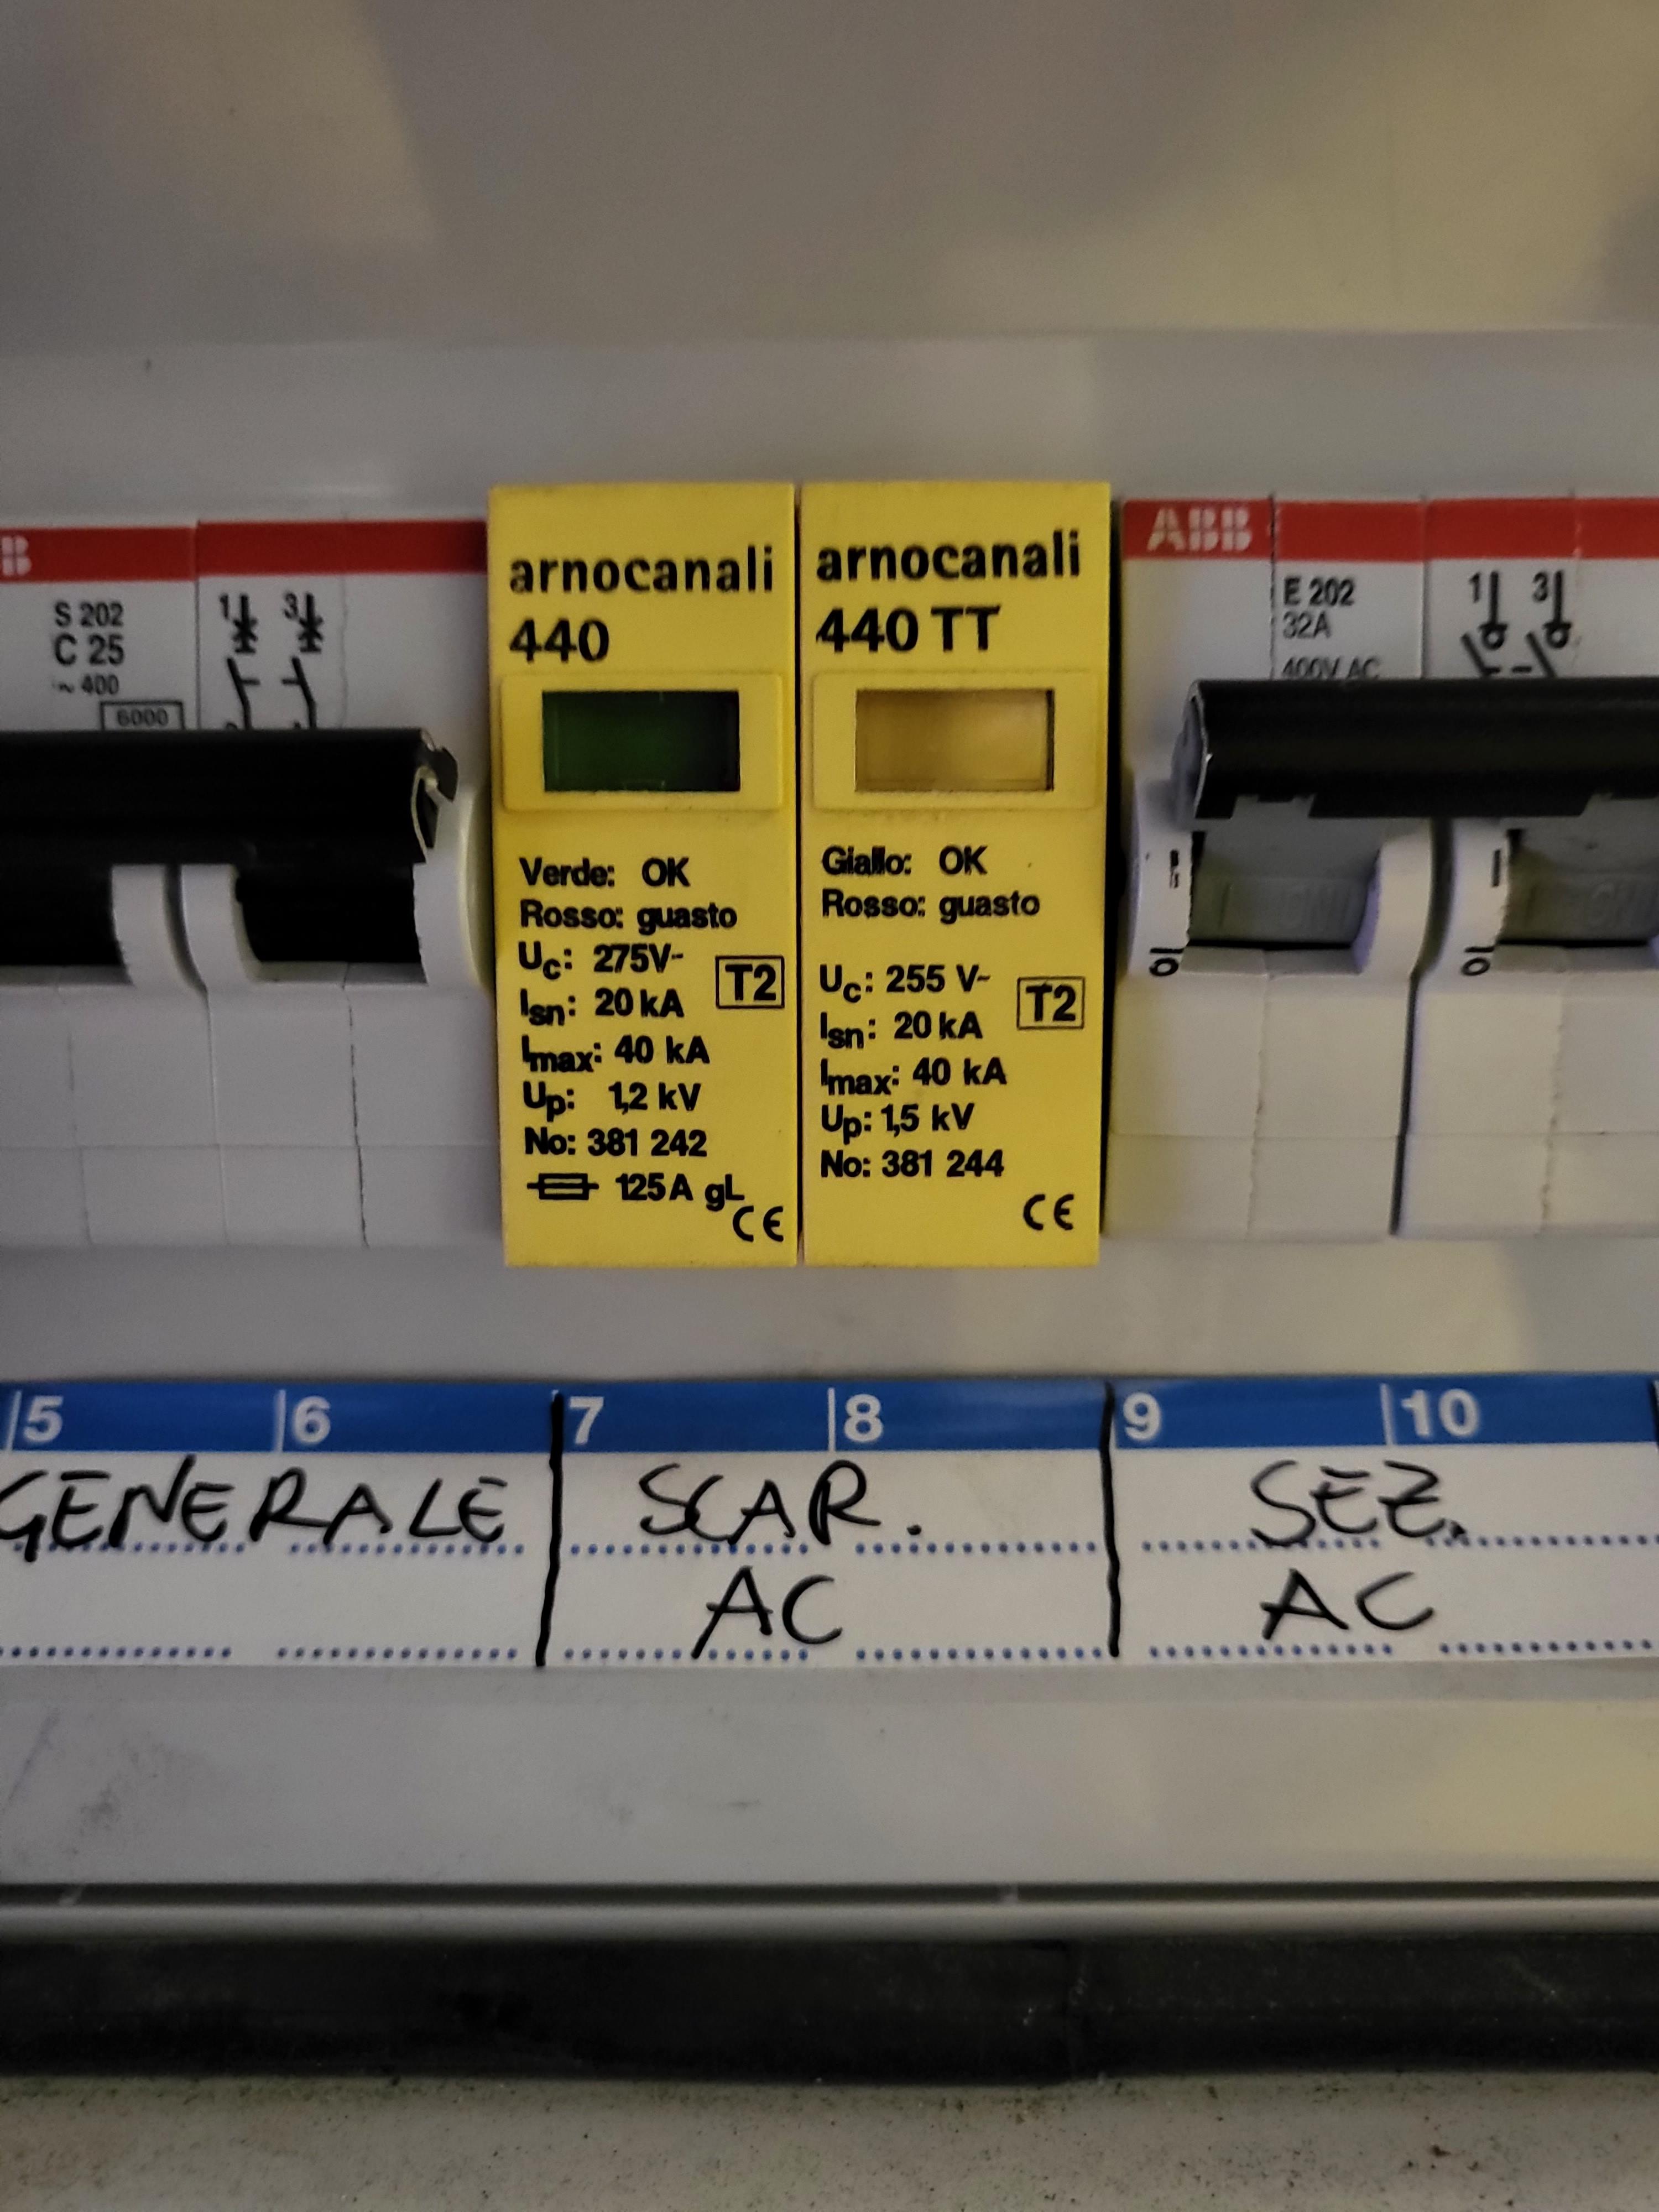 S 202
C 25
~ 400
6000
1 3
arnocanali
440
Verde: OK
Rosso: guasto
Uc: 275V~
Isn: 20 kA
T2
Imax: 40 kA
Up: 1,2 kV
No: 381 242
125A gL
CE
arnocanali
440 TT
Giallo: OK
Rosso: guasto
Uc: 255 V~
Isn: 20 kA
T2
Imax: 40 kA
Up: 1,5 kV
No: 381 244
CE
ABB
E 202
32A
400V AC
1 3
5 6 7 8 9 10
GENERALE SCAR. SEZ.
AC AC